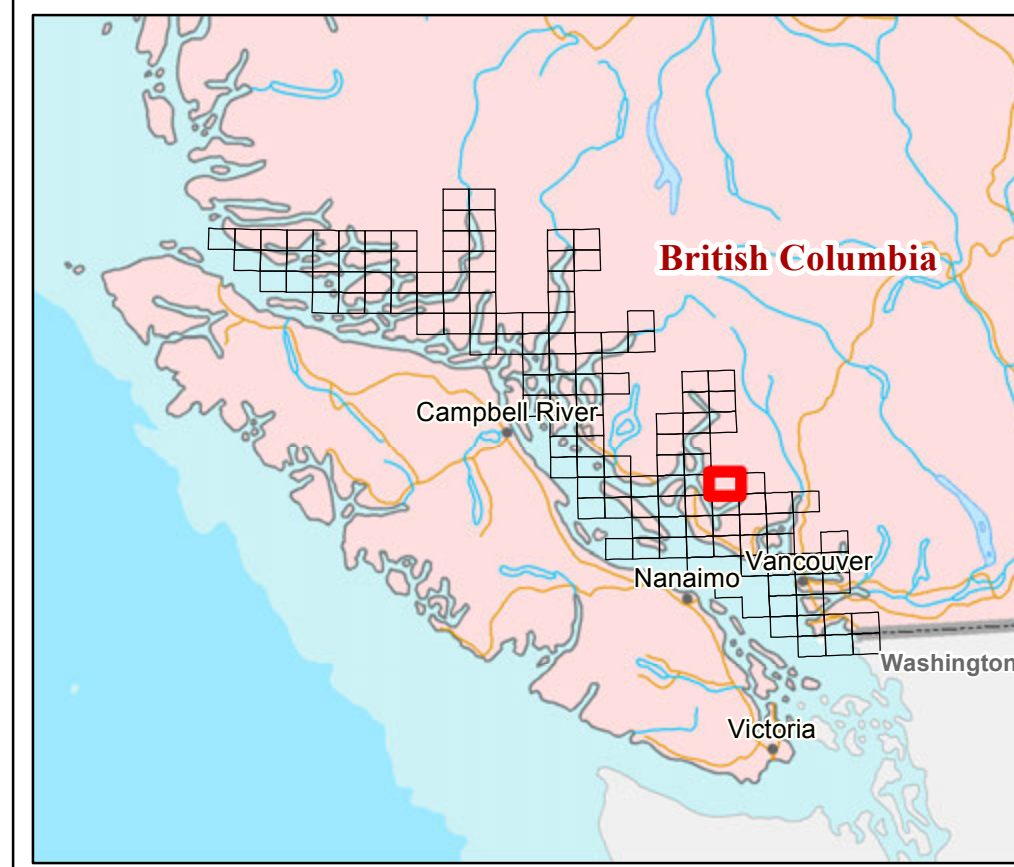 British Columbia
Campbell River
Vancouver
Nanaimo
Washington
Victoria